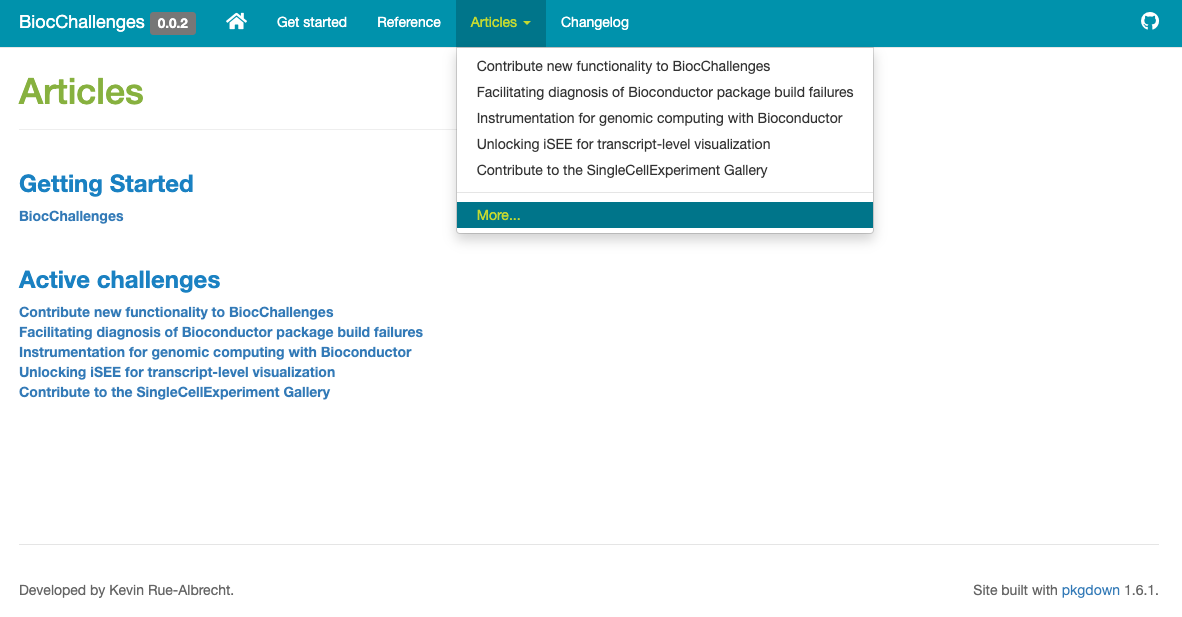 BiocChallenges 0.0.2 Get started Reference Articles Changelog
Contribute new functionality to BiocChallenges
Facilitating diagnosis of Bioconductor package build failures
Instrumentation for genomic computing with Bioconductor
Unlocking iSEE for transcript-level visualization
Contribute to the SingleCellExperiment Gallery
More...
Articles
Getting Started
BiocChallenges
Active challenges
Contribute new functionality to BiocChallenges
Facilitating diagnosis of Bioconductor package build failures
Instrumentation for genomic computing with Bioconductor
Unlocking iSEE for transcript-level visualization
Contribute to the SingleCellExperiment Gallery
Developed by Kevin Rue-Albrecht.
Site built with pkgdown 1.6.1.